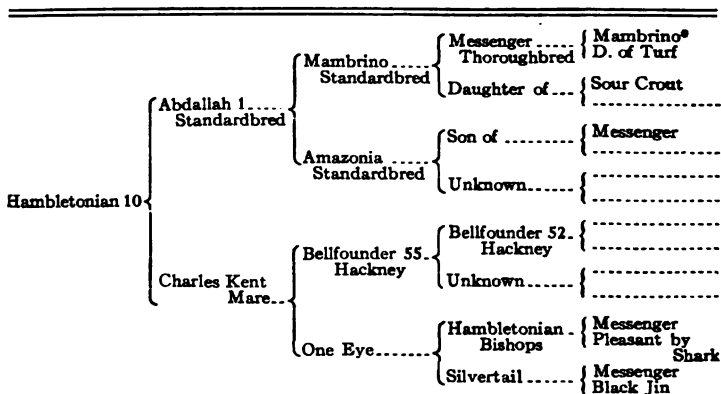 Messenger ..... Thoroughbred
Mambrino*
D. of Turf
Mambrino .....
Standardbred
Daughter of ...
Sour Crout
Abdallah 1 .....
Standardbred
Son of .........
Messenger
Amazonia .....
Standardbred
Unknown ......
Hambletonian 10
Bellfounder 52 -
Hackney
Bellfounder 55 -
Hackney
Unknown ......
Charles Kent
Mare ...
Hambletonian -
Bishops
Messenger
Pleasant by
Shark
One Eye ........
Silvertail ......
Messenger
Black Jin